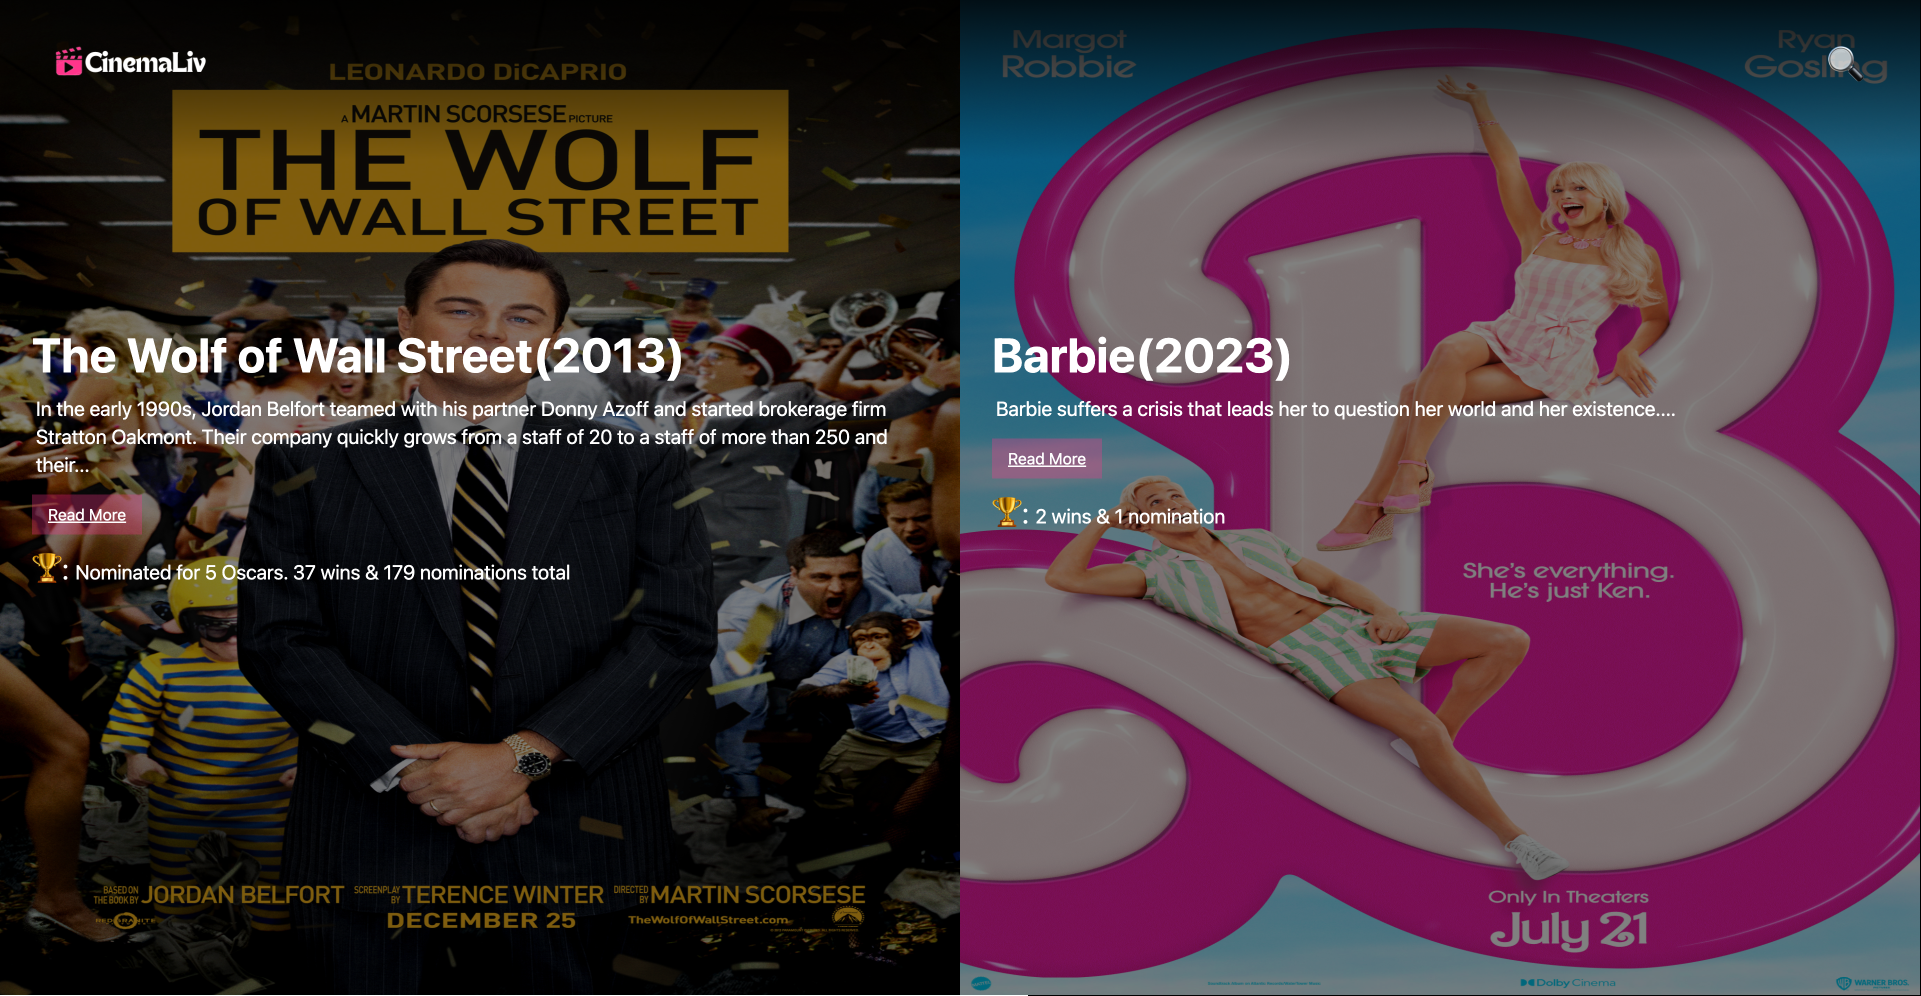 CinemaLiv
LEONARDO DiCAPRIO
A MARTIN SCORSESE PICTURE
THE WOLF
OF WALL STREET
The Wolf of Wall Street(2013)
In the early 1990s, Jordan Belfort teamed with his partner Donny Azoff and started brokerage firm
Stratton Oakmont. Their company quickly grows from a staff of 20 to a staff of more than 250 and
their...
Read More
🏆: Nominated for 5 Oscars. 37 wins & 179 nominations total
BASED ON THE BOOK BY JORDAN BELFORT SCREENPLAY BY TERENCE WINTER DIRECTED BY MARTIN SCORSESE
RED GRANITE
DECEMBER 25
TheWolfOfWallStreet.com
Margot
Robbie
Ryan
Gosling
Barbie(2023)
Barbie suffers a crisis that leads her to question her world and her existence....
Read More
🏆: 2 wins & 1 nomination
She's everything.
He's just Ken.
Only In Theaters
July 21
Dolby Cinema
WARNER BROS.